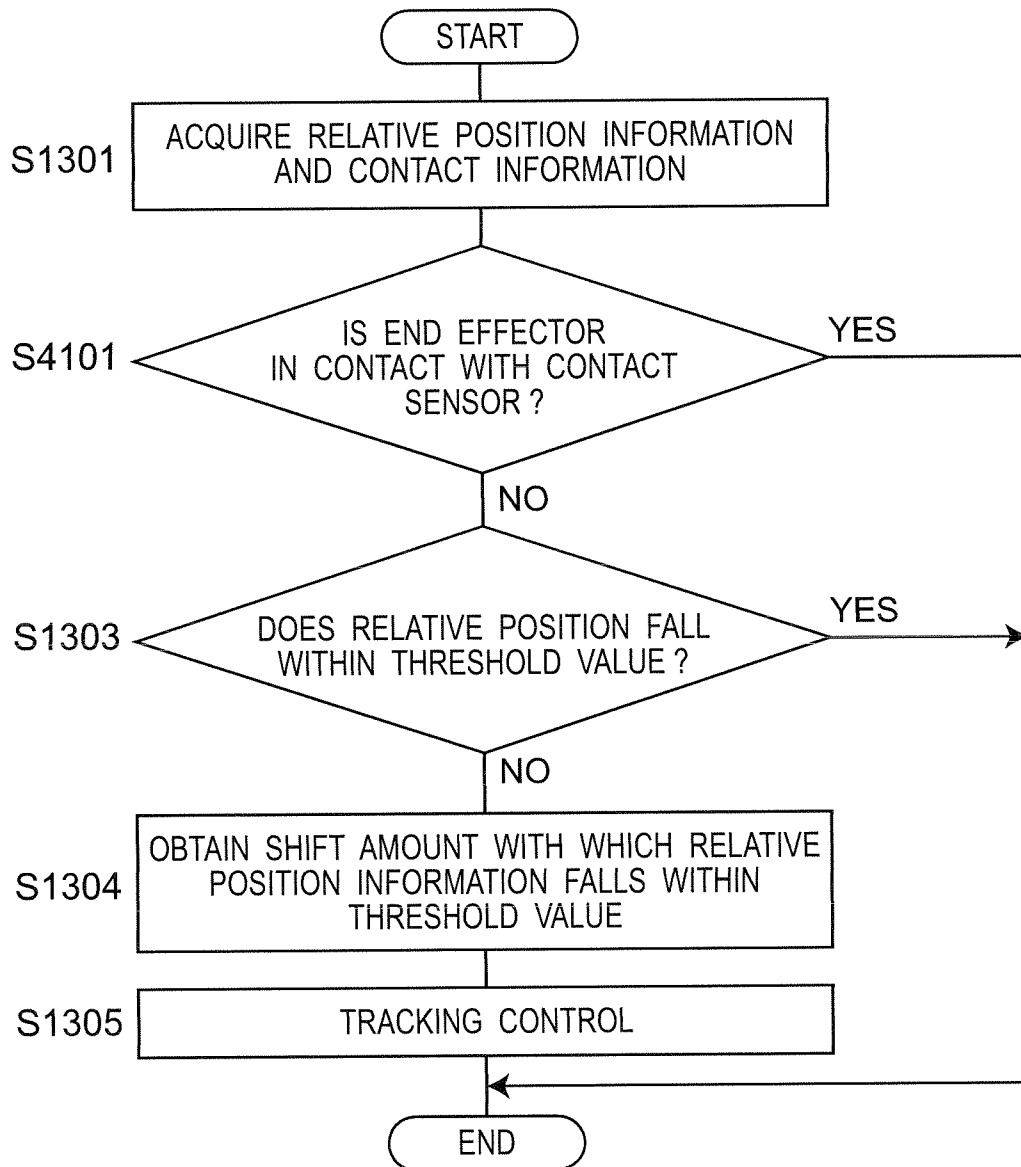 START
S1301
ACQUIRE RELATIVE POSITION INFORMATION
AND CONTACT INFORMATION
S4101
IS END EFFECTOR
IN CONTACT WITH CONTACT
SENSOR ?
YES
NO
S1303
DOES RELATIVE POSITION FALL
WITHIN THRESHOLD VALUE ?
YES
NO
S1304
OBTAIN SHIFT AMOUNT WITH WHICH RELATIVE
POSITION INFORMATION FALLS WITHIN
THRESHOLD VALUE
S1305
TRACKING CONTROL
END